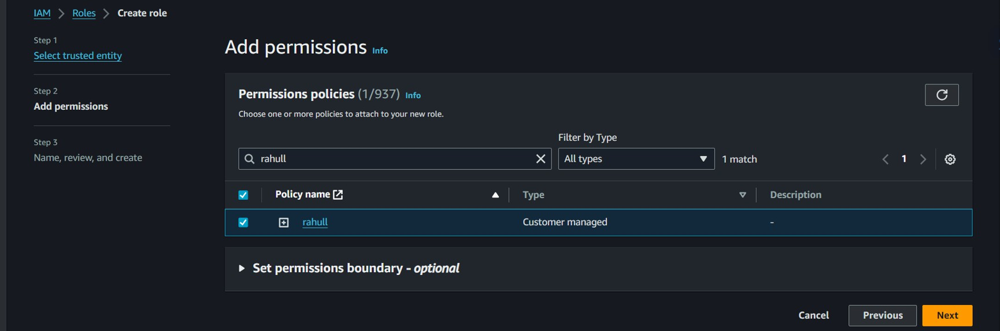 IAM > Roles > Create role
Step 1
Select trusted entity
Step 2
Add permissions
Step 3
Name, review, and create
Add permissions Info
Permissions policies (1/937) Info
Choose one or more policies to attach to your new role.
Filter by Type
rahull
All types
1 match
1
Policy name
Type
Description
rahull
Customer managed
-
Set permissions boundary - optional
Cancel
Previous
Next